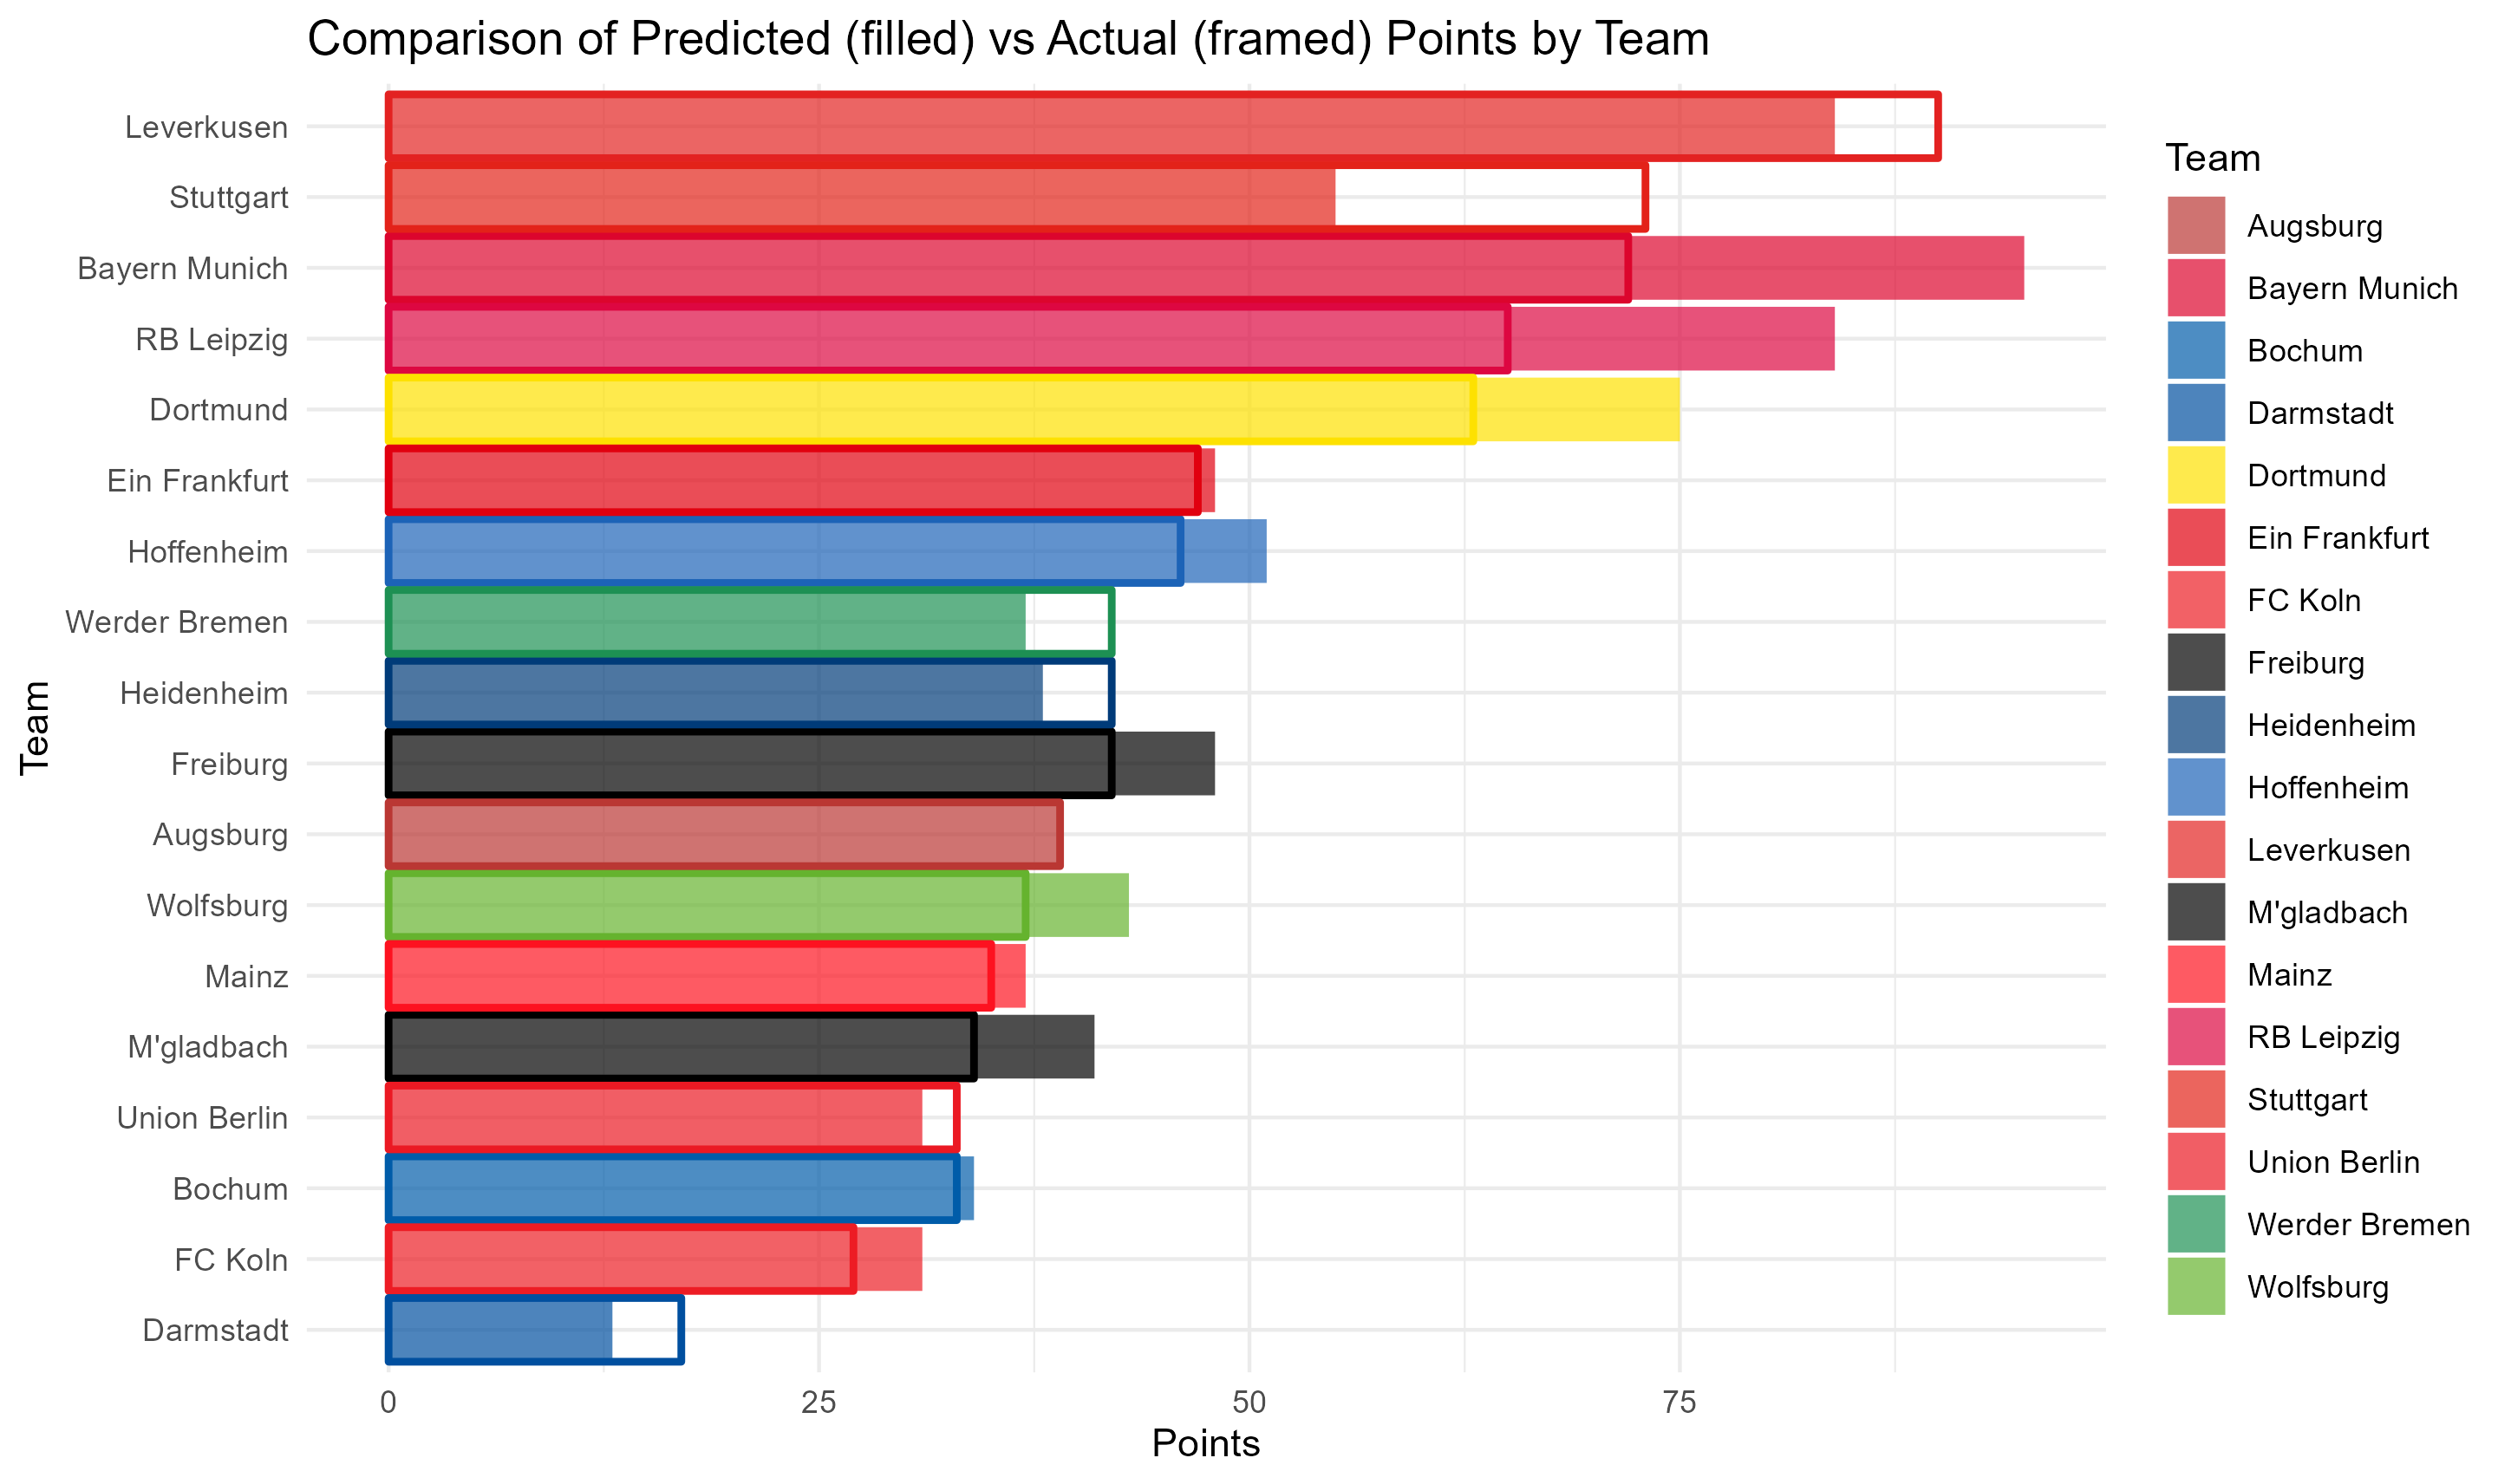 Comparison of Predicted (filled) vs Actual (framed) Points by Team
Team
Leverkusen
Stuttgart
Bayern Munich
RB Leipzig
Dortmund
Ein Frankfurt
Hoffenheim
Werder Bremen
Heidenheim
Freiburg
Augsburg
Wolfsburg
Mainz
M'gladbach
Union Berlin
Bochum
FC Koln
Darmstadt
0 25 50 75
Points
Team
Augsburg
Bayern Munich
Bochum
Darmstadt
Dortmund
Ein Frankfurt
FC Koln
Freiburg
Heidenheim
Hoffenheim
Leverkusen
M'gladbach
Mainz
RB Leipzig
Stuttgart
Union Berlin
Werder Bremen
Wolfsburg